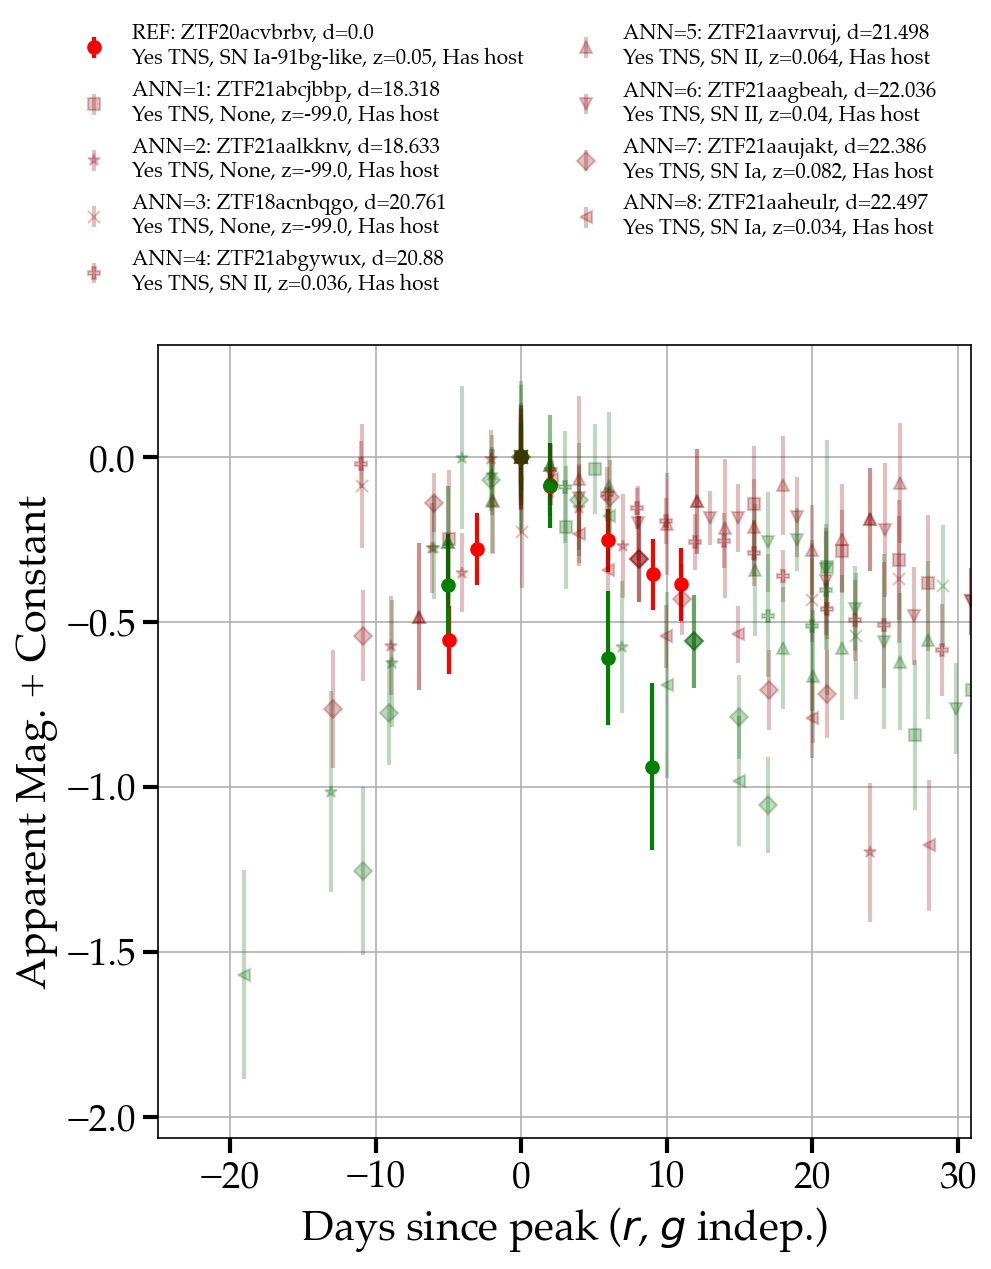 REF: ZTF20acvbrbv, d=0.0
Yes TNS, SN Ia-91bg-like, z=0.05, Has host
ANN=1: ZTF21abcjbbp, d=18.318
Yes TNS, None, z=-99.0, Has host
ANN=2: ZTF21aalkknv, d=18.633
Yes TNS, None, z=-99.0, Has host
ANN=3: ZTF18acnbqgo, d=20.761
Yes TNS, None, z=-99.0, Has host
ANN=4: ZTF21abgywux, d=20.88
Yes TNS, SN II, z=0.036, Has host
ANN=5: ZTF21aavrvuj, d=21.498
Yes TNS, SN II, z=0.064, Has host
ANN=6: ZTF21aagbeah, d=22.036
Yes TNS, SN II, z=0.04, Has host
ANN=7: ZTF21aaujakt, d=22.386
Yes TNS, SN Ia, z=0.082, Has host
ANN=8: ZTF21aaheulr, d=22.497
Yes TNS, SN Ia, z=0.034, Has host
Apparent Mag. + Constant
0.0
−0.5
−1.0
−1.5
−2.0
−20
−10
0
10
20
30
Days since peak (r, g indep.)